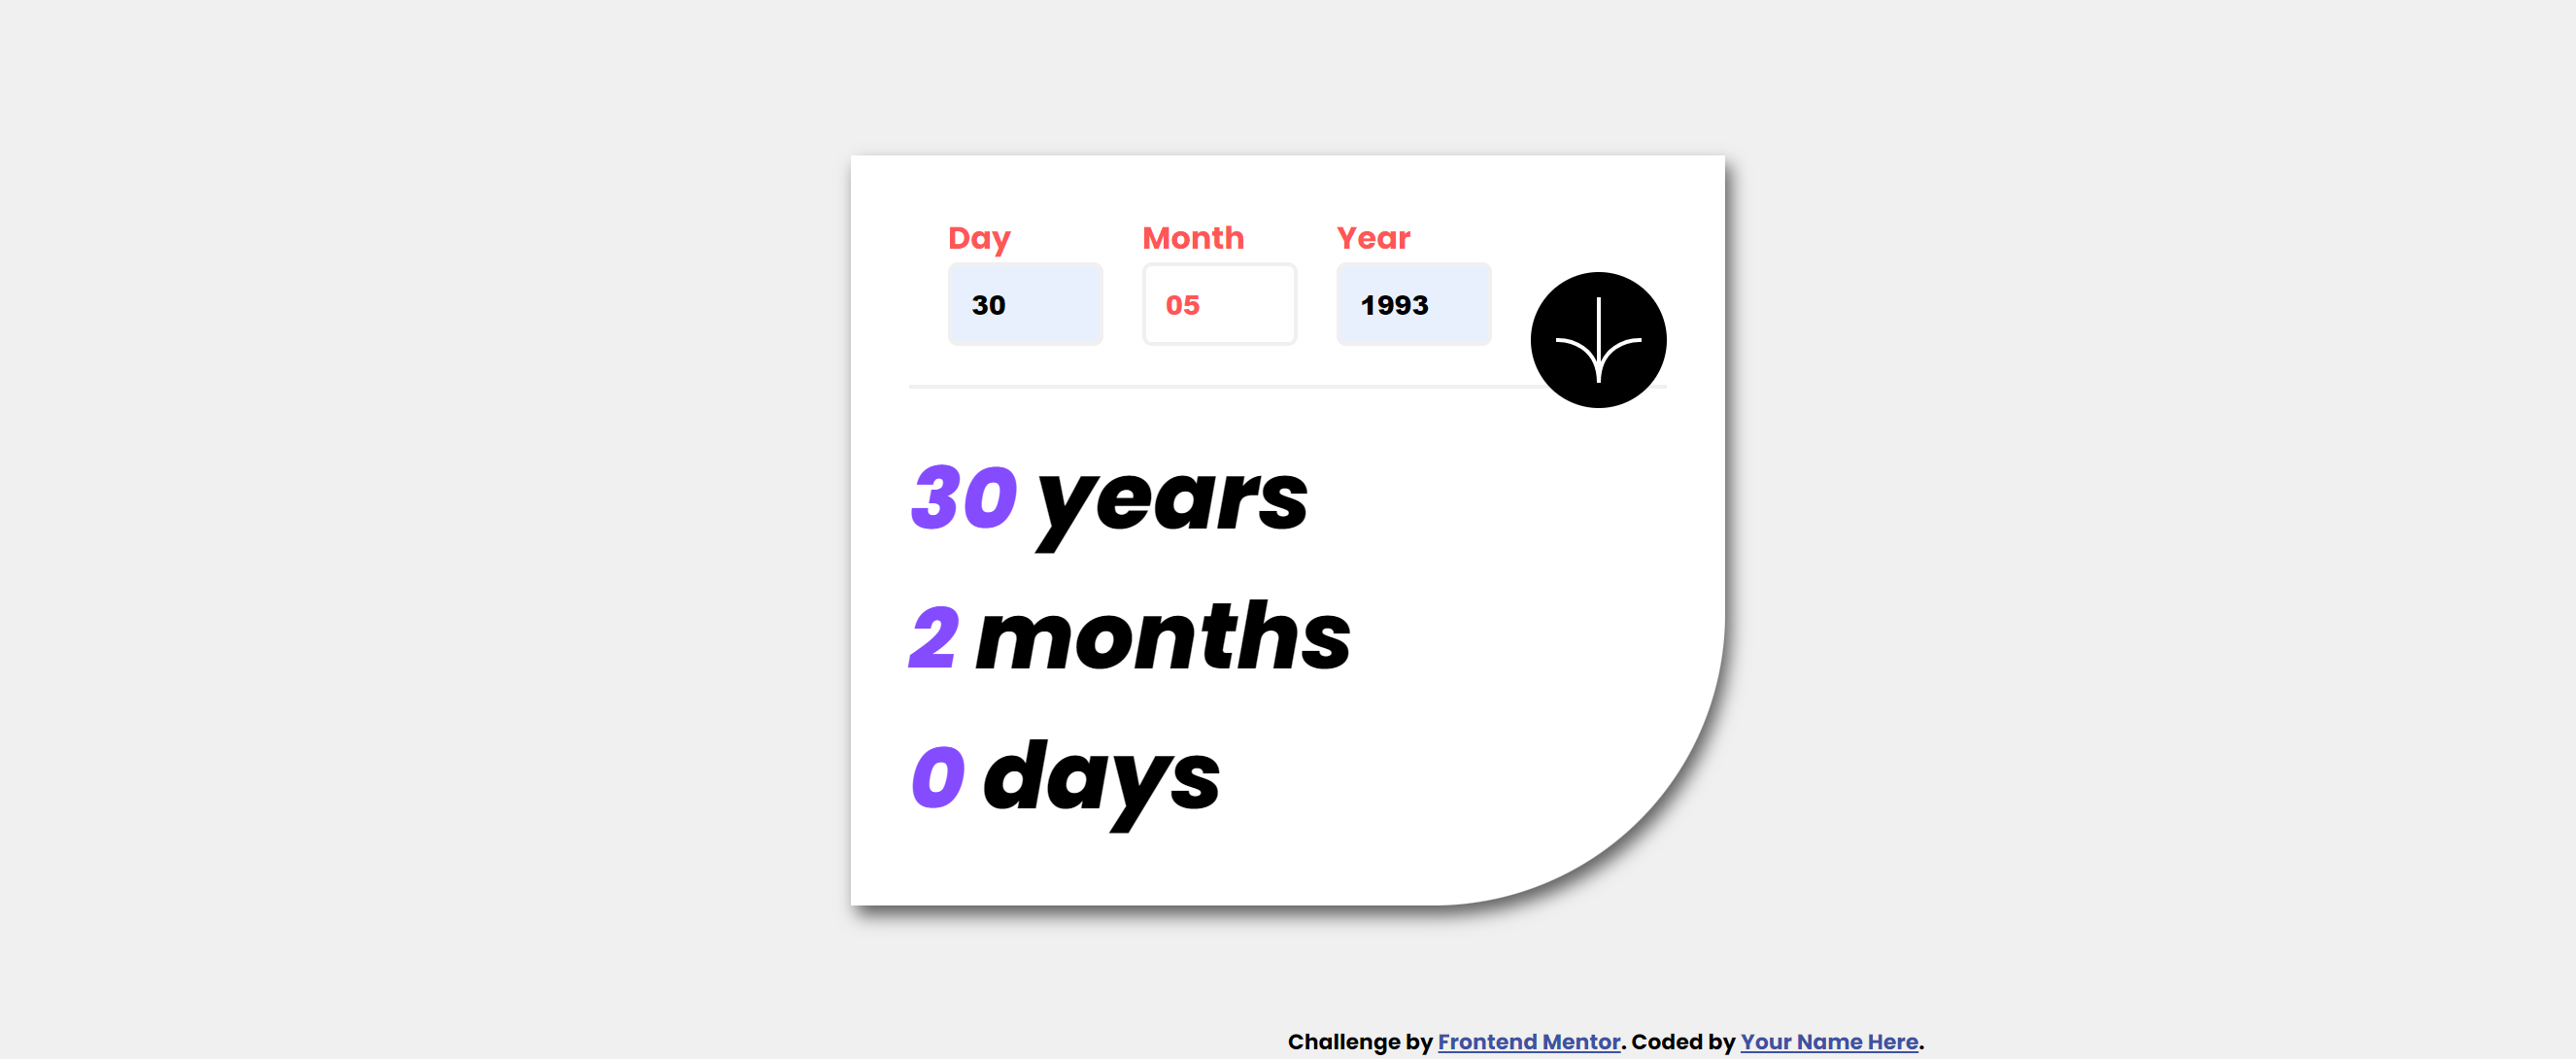 Day Month Year
30 05 1993
30 years
2 months
0 days
Challenge by Frontend Mentor. Coded by Your Name Here.